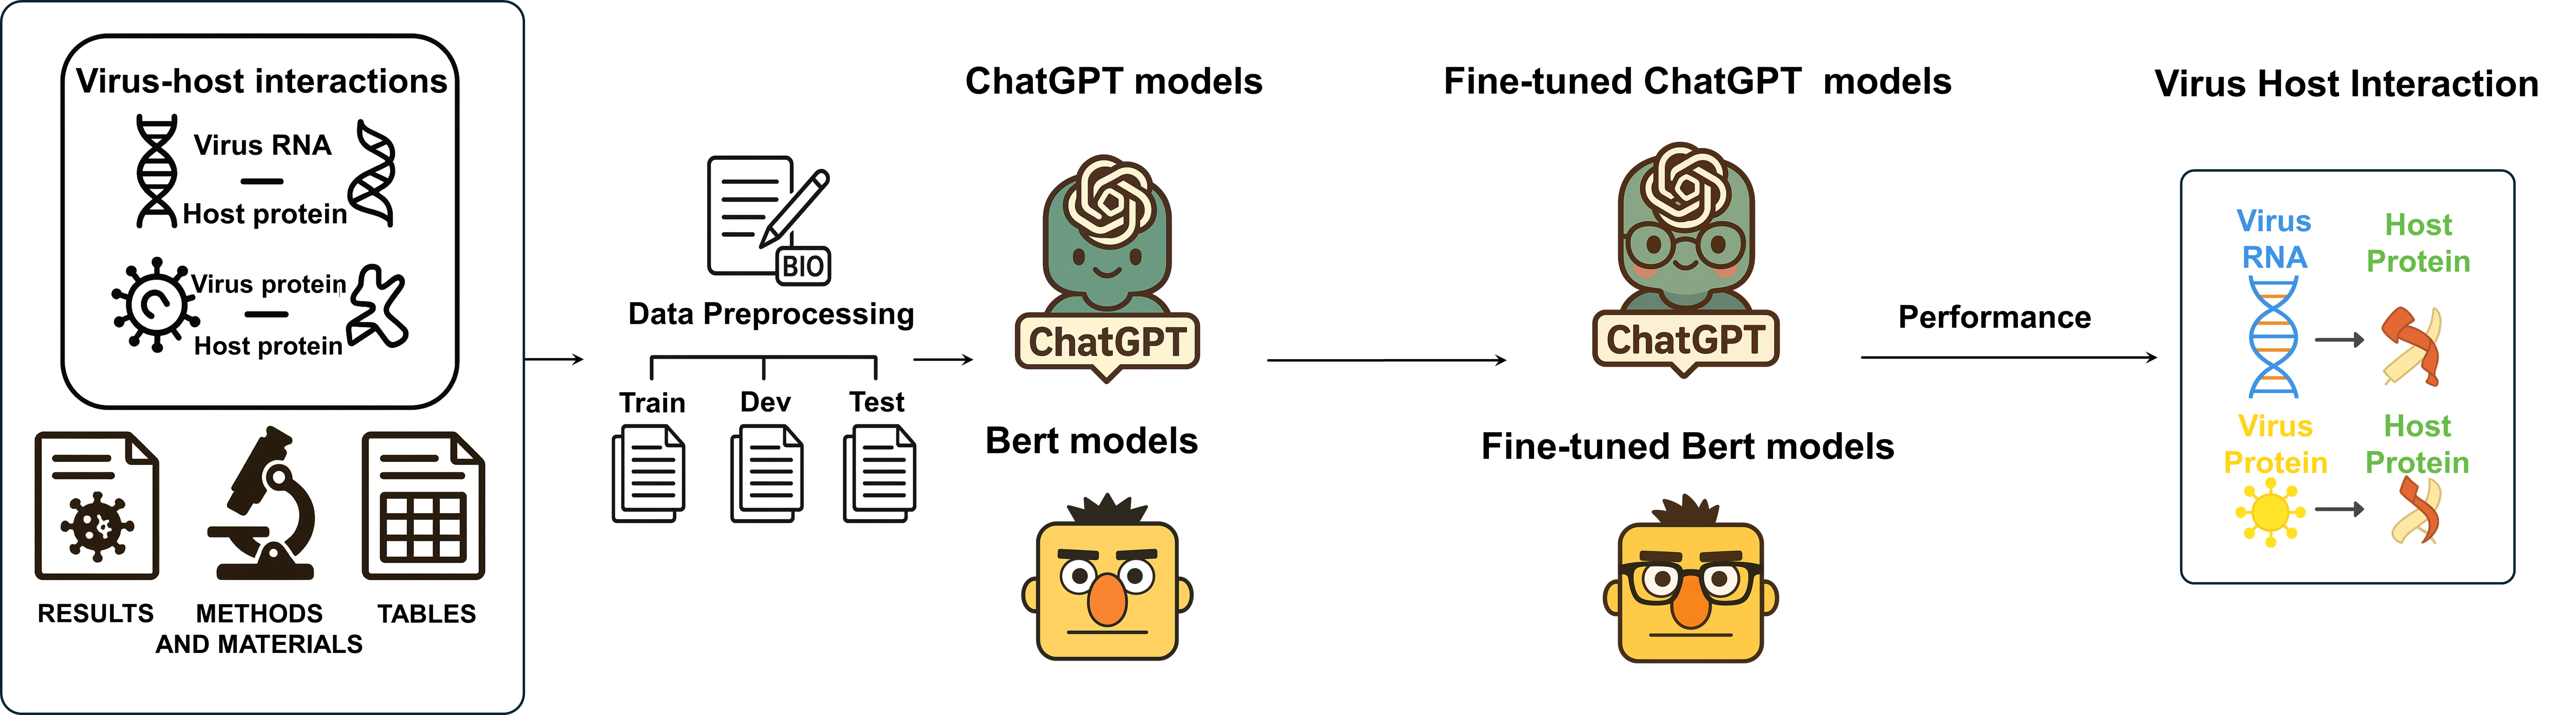 Virus-host interactions
Virus RNA
Host protein
Virus protein
Host protein
RESULTS
METHODS
AND MATERIALS
TABLES
BIO
Data Preprocessing
Train
Dev
Test
ChatGPT models
ChatGPT
Bert models
Fine-tuned ChatGPT models
ChatGPT
Fine-tuned Bert models
Performance
Virus Host Interaction
Virus
RNA
Host
Protein
Virus
Protein
Host
Protein